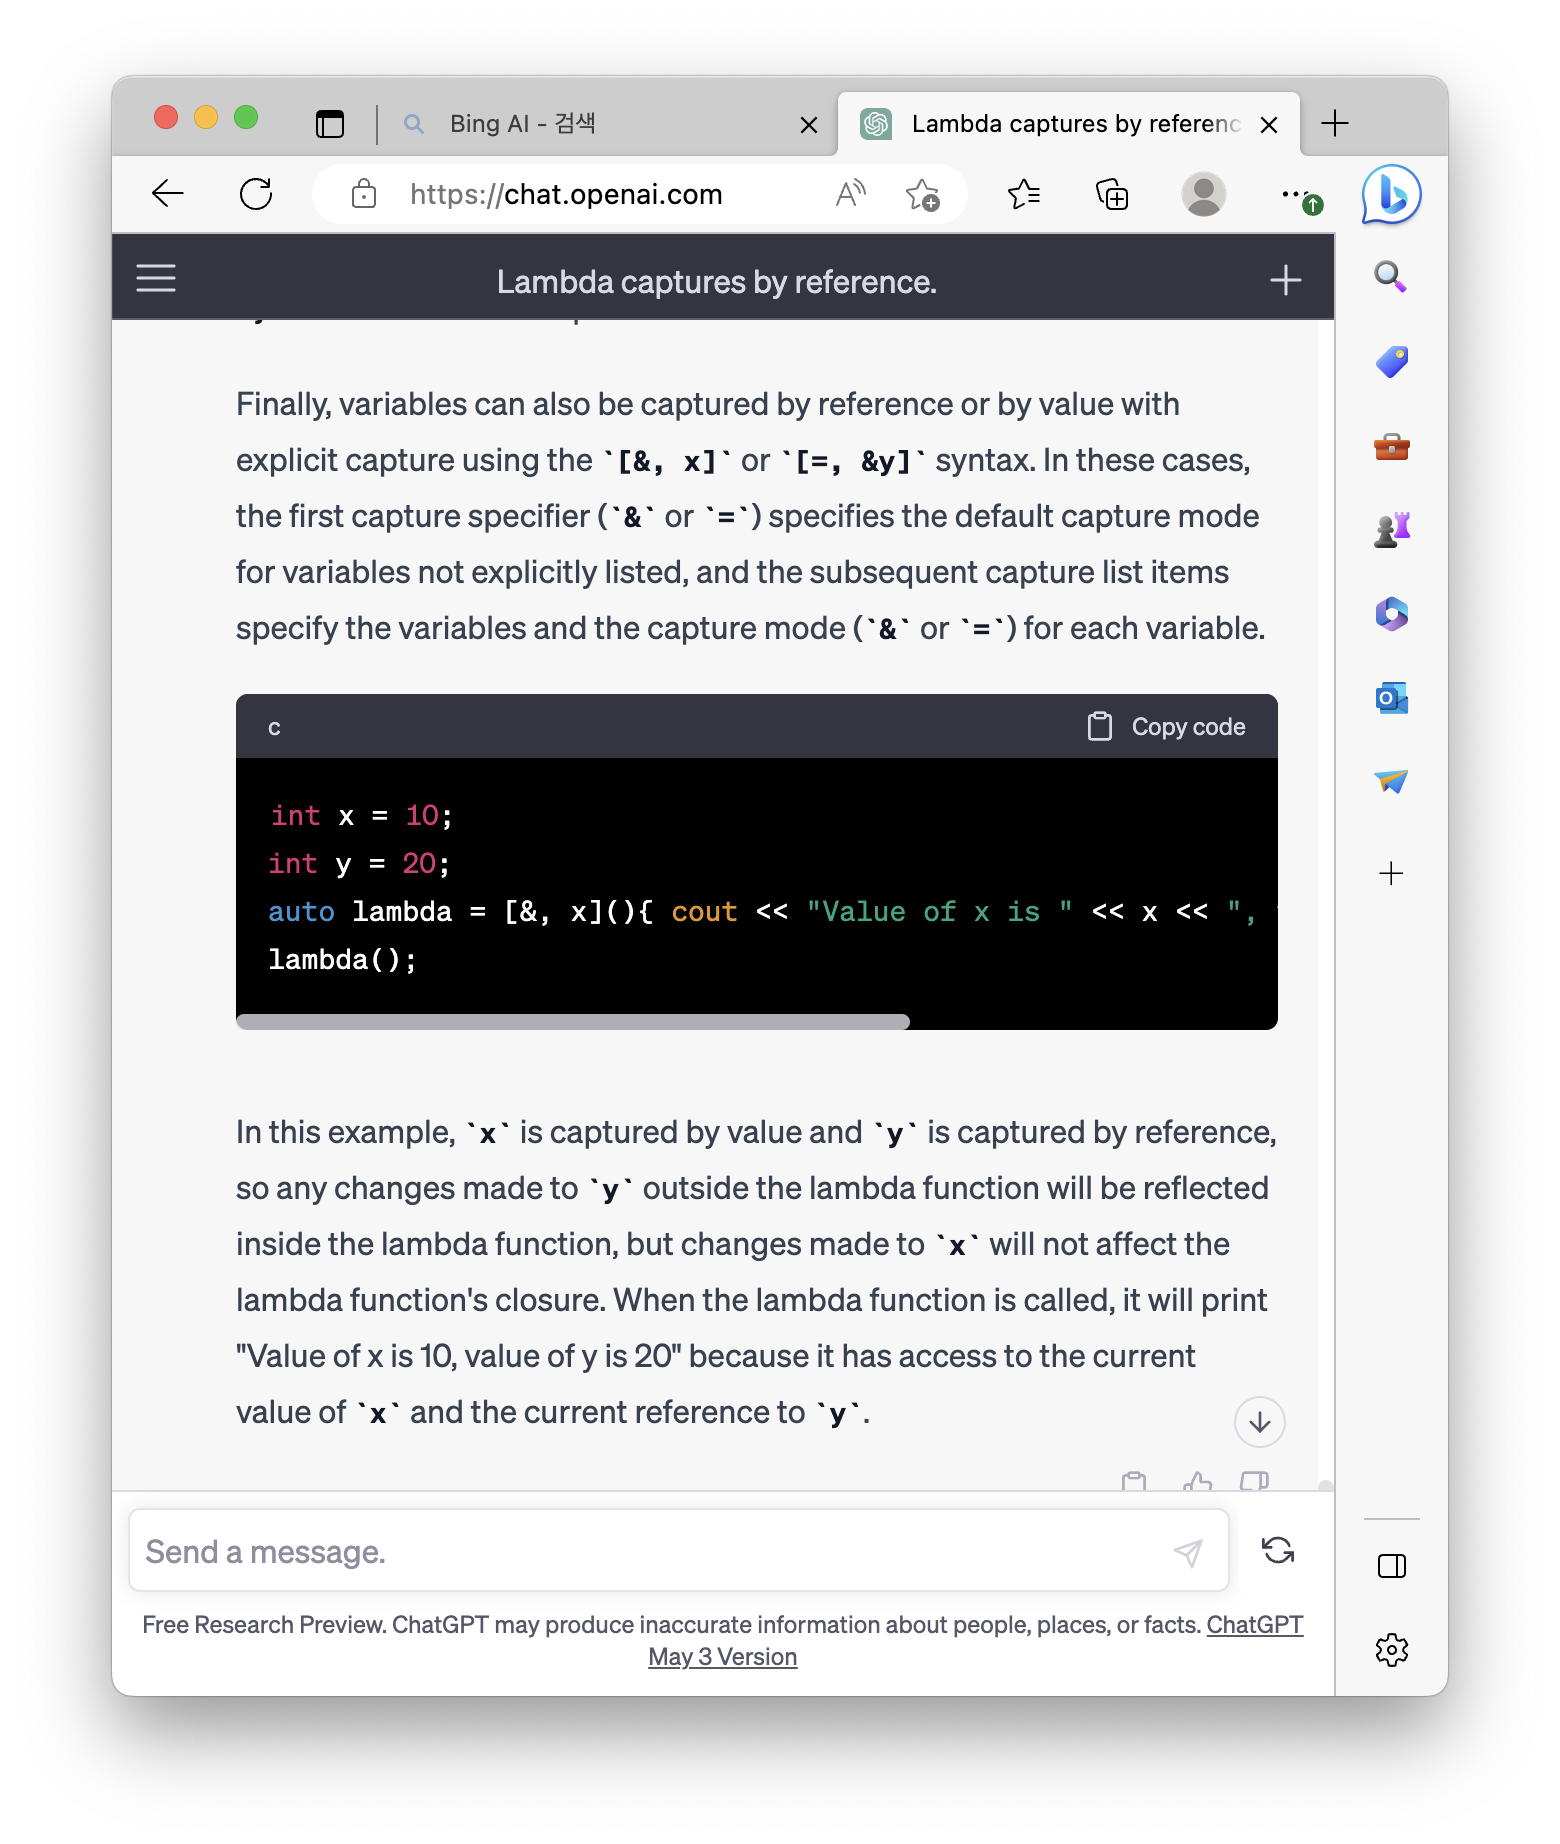 Bing AI - 검색
Lambda captures by referenc
https://chat.openai.com
Lambda captures by reference.
Finally, variables can also be captured by reference or by value with
explicit capture using the `[&, x]` or `[=, &y]` syntax. In these cases,
the first capture specifier (`&` or `=`) specifies the default capture mode
for variables not explicitly listed, and the subsequent capture list items
specify the variables and the capture mode (`&` or `=`) for each variable.
c
Copy code
int x = 10;
int y = 20;
auto lambda = [&, x](){ cout << "Value of x is " << x << ",
lambda();
In this example, `x` is captured by value and `y` is captured by reference,
so any changes made to `y` outside the lambda function will be reflected
inside the lambda function, but changes made to `x` will not affect the
lambda function's closure. When the lambda function is called, it will print
"Value of x is 10, value of y is 20" because it has access to the current
value of `x` and the current reference to `y`.
Send a message.
Free Research Preview. ChatGPT may produce inaccurate information about people, places, or facts. ChatGPT
May 3 Version